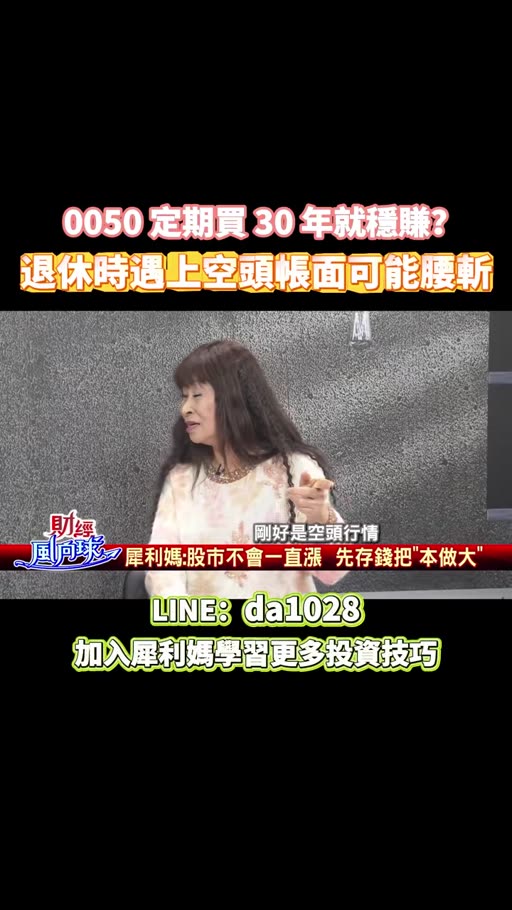 0050 定期買 30 年就穩賺?
退休時遇上空頭帳面可能腰斬
剛好是空頭行情
財經
風向球
犀利媽:股市不會一直漲 先存錢把"本做大"
LINE：da1028
加入犀利媽學習更多投資技巧